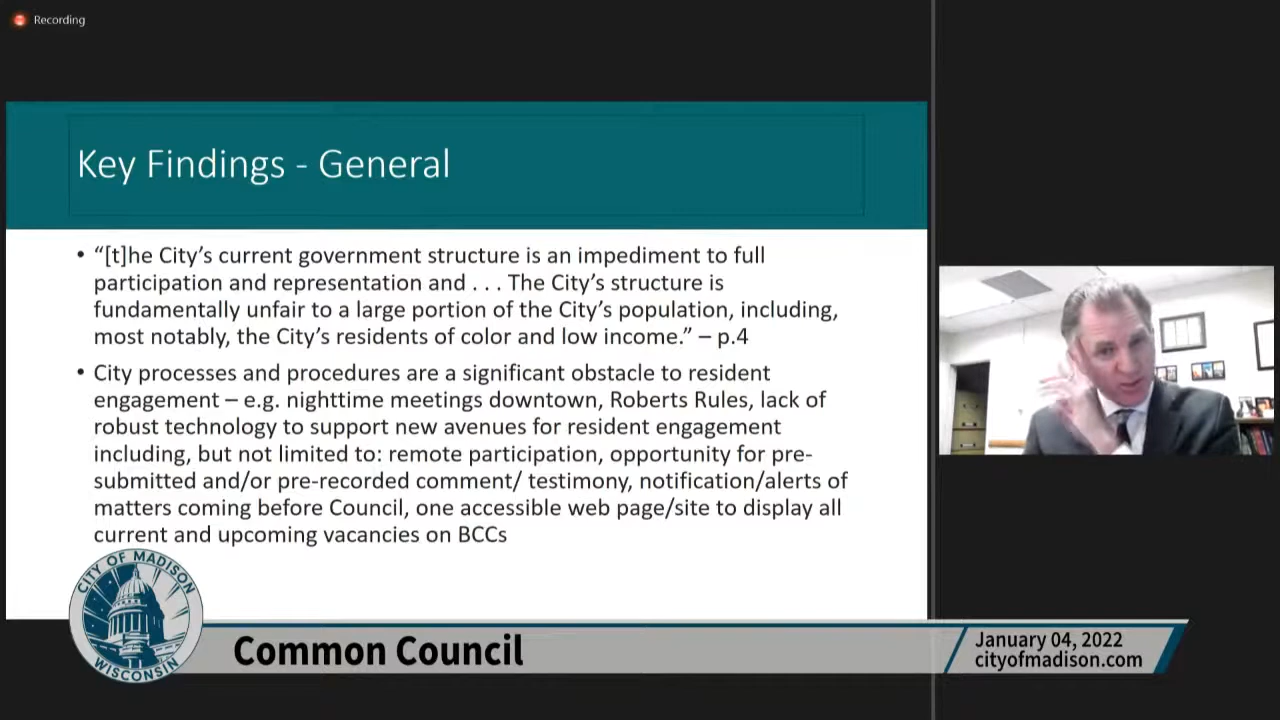 Recording
Key Findings - General
• “[t]he City’s current government structure is an impediment to full
participation and representation and . . . The City’s structure is
fundamentally unfair to a large portion of the City’s population, including,
most notably, the City’s residents of color and low income.” – p.4
• City processes and procedures are a significant obstacle to resident
engagement – e.g. nighttime meetings downtown, Roberts Rules, lack of
robust technology to support new avenues for resident engagement
including, but not limited to: remote participation, opportunity for pre-
submitted and/or pre-recorded comment/ testimony, notification/alerts of
matters coming before Council, one accessible web page/site to display all
current and upcoming vacancies on BCCs
CITY OF MADISON
WISCONSIN
Common Council
January 04, 2022
cityofmadison.com